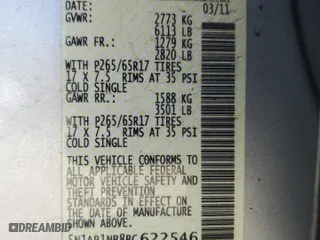 DATE: 03/11
GVWR: 2773 KG
6113 LB
GAWR FR.: 1279 KG
2820 LB
WITH P265/65R17 TIRES
17 X 7.5 RIMS AT 35 PSI
COLD SINGLE
GAWR RR.: 1588 KG
3501 LB
WITH P265/65R17 TIRES
17 X 7.5 RIMS AT 35 PSI
COLD SINGLE
THIS VEHICLE CONFORMS TO
ALL APPLICABLE FEDERAL
MOTOR VEHICLE SAFETY AND
THEFT PREVENTION
STANDARDS IN EFFECT ON
THE DATE OF MANUFACTURE
SHOWN ABOVE.
5N1AR1NB8BC622546
DEALERSHIP